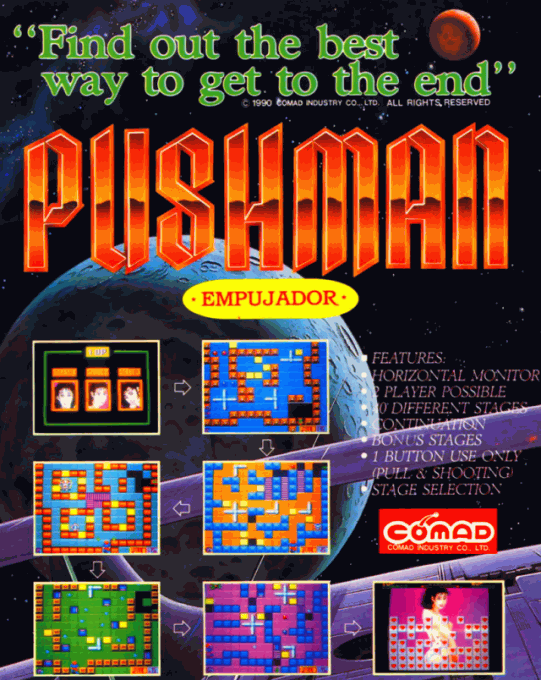 “Find out the best
way to get to the end”
© 1990 COMAD INDUSTRY CO., LTD. ALL RIGHTS RESERVED
PUSHMAN
· EMPUJADOR ·
FEATURES:
HORIZONTAL MONITOR
PLAYER POSSIBLE
DIFFERENT STAGES
CONTINUATION
BONUS STAGES
• 1 BUTTON USE ONLY
(PULL & SHOOTING)
• STAGE SELECTION
COMAD
COMAD INDUSTRY CO., LTD.